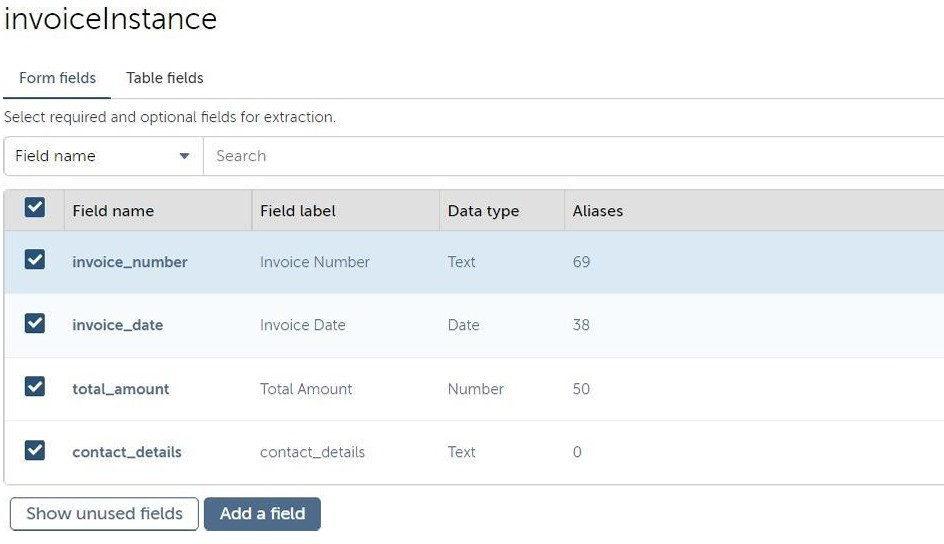 invoiceInstance
Form fields Table fields
Select required and optional fields for extraction.
Field name Search
Field name Field label Data type Aliases
invoice_number Invoice Number Text 69
invoice_date Invoice Date Date 38
total_amount Total Amount Number 50
contact_details contact_details Text 0
Show unused fields Add a field